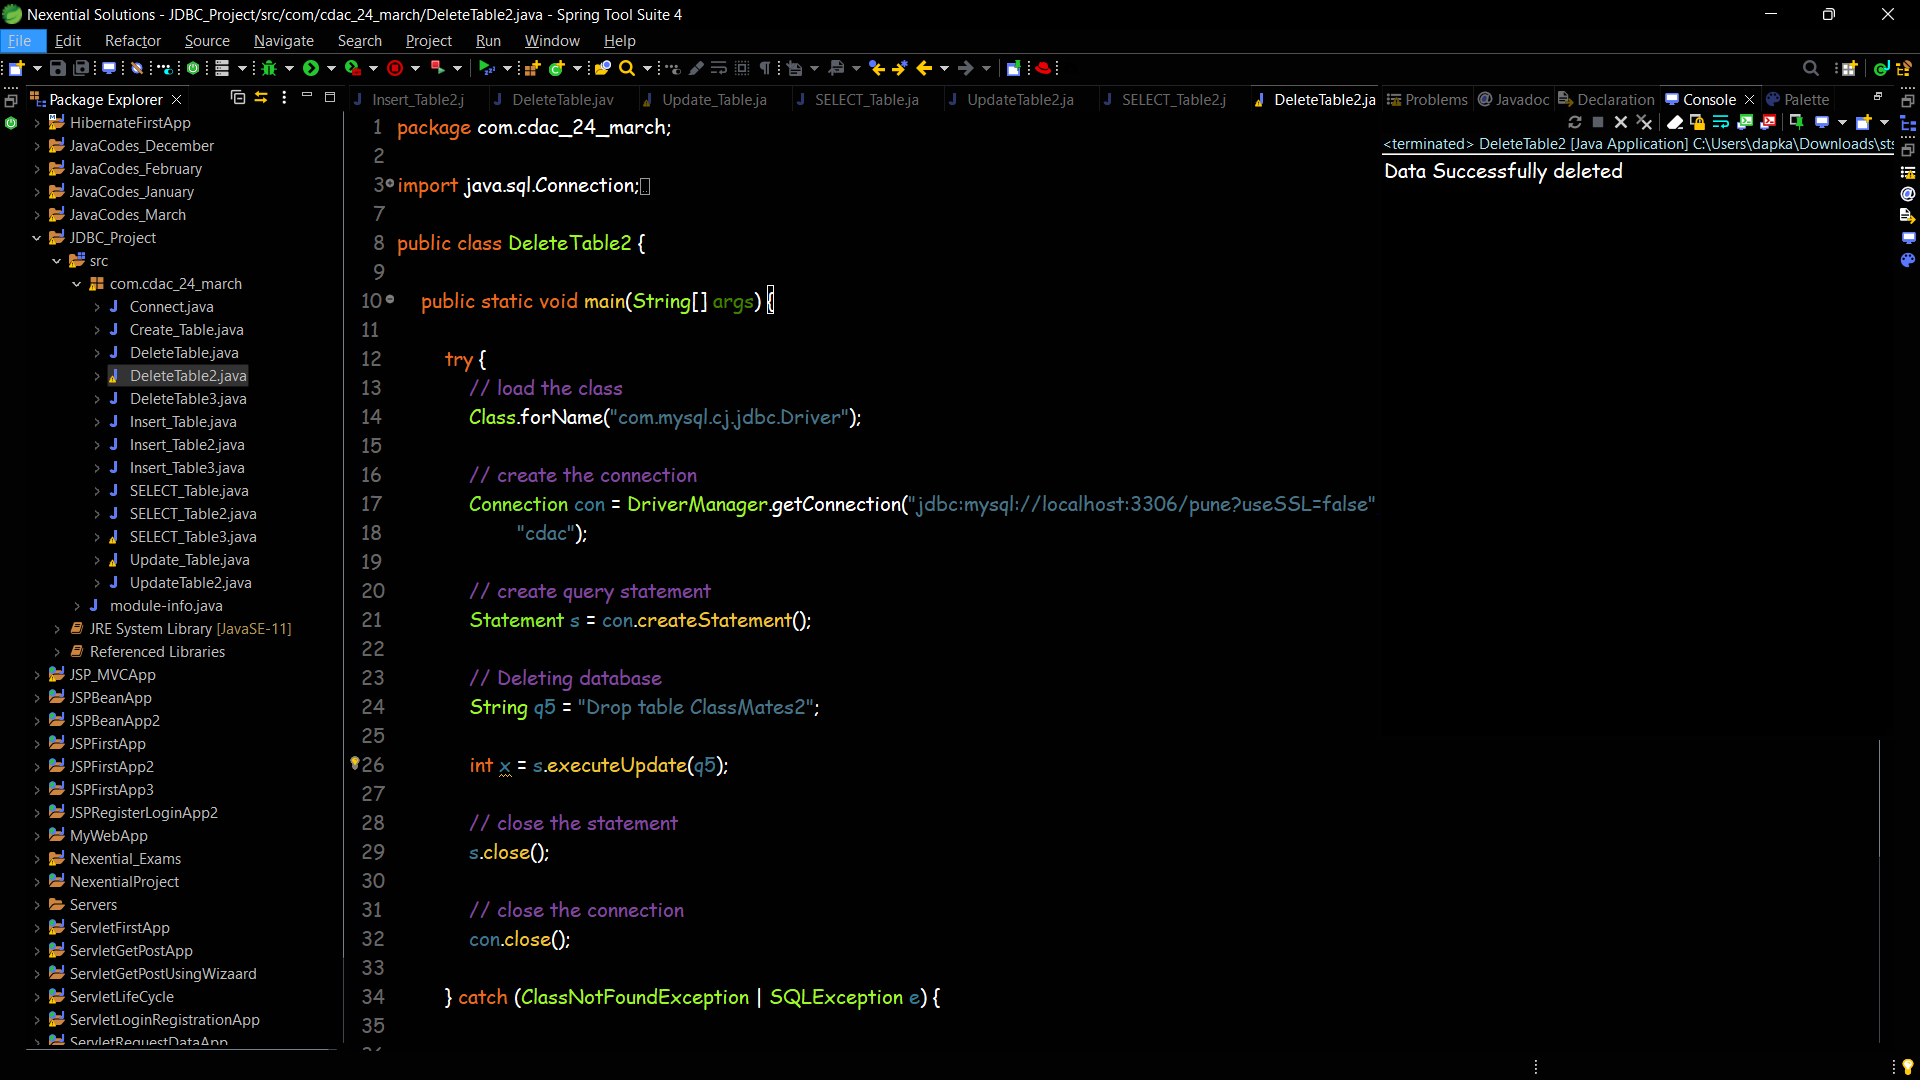 Nexential Solutions - JDBC_Project/src/com/cdac_24_march/DeleteTable2.java - Spring Tool Suite 4
File Edit Refactor Source Navigate Search Project Run Window Help
Package Explorer
HibernateFirstApp
JavaCodes_December
JavaCodes_February
JavaCodes_January
JavaCodes_March
JDBC_Project
src
com.cdac_24_march
Connect.java
Create_Table.java
DeleteTable.java
DeleteTable2.java
DeleteTable3.java
Insert_Table.java
Insert_Table2.java
Insert_Table3.java
SELECT_Table.java
SELECT_Table2.java
SELECT_Table3.java
Update_Table.java
UpdateTable2.java
module-info.java
JRE System Library [JavaSE-11]
Referenced Libraries
JSP_MVCApp
JSPBeanApp
JSPBeanApp2
JSPFirstApp
JSPFirstApp2
JSPFirstApp3
JSPRegisterLoginApp2
MyWebApp
Nexential_Exams
NexentialProject
Servers
ServletFirstApp
ServletGetPostApp
ServletGetPostUsingWizaard
ServletLifeCycle
ServletLoginRegistrationApp
ServletRequestDataApp
Insert_Table2.j DeleteTable.jav Update_Table.ja SELECT_Table.ja UpdateTable2.ja SELECT_Table2.j DeleteTable2.ja
1 package com.cdac_24_march;
2
3 import java.sql.Connection;
7
8 public class DeleteTable2 {
9
10 public static void main(String[] args) {
11
12 try {
13 // load the class
14 Class.forName("com.mysql.cj.jdbc.Driver");
15
16 // create the connection
17 Connection con = DriverManager.getConnection("jdbc:mysql://localhost:3306/pune?useSSL=false"
18 "cdac");
19
20 // create query statement
21 Statement s = con.createStatement();
22
23 // Deleting database
24 String q5 = "Drop table ClassMates2";
25
26 int x = s.executeUpdate(q5);
27
28 // close the statement
29 s.close();
30
31 // close the connection
32 con.close();
33
34 } catch (ClassNotFoundException | SQLException e) {
35
Problems Javadoc Declaration Console Palette
<terminated> DeleteTable2 [Java Application] C:\Users\dapka\Downloads\sts
Data Successfully deleted